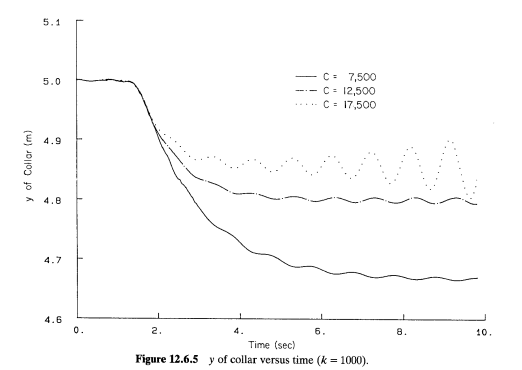 5.1
5.0
4.9
4.8
4.7
4.6
y of Collar (m)
C = 7,500
C = 12,500
C = 17,500
0. 2. 4. 6. 8. 10.
Time (sec)
Figure 12.6.5 y of collar versus time (k = 1000).